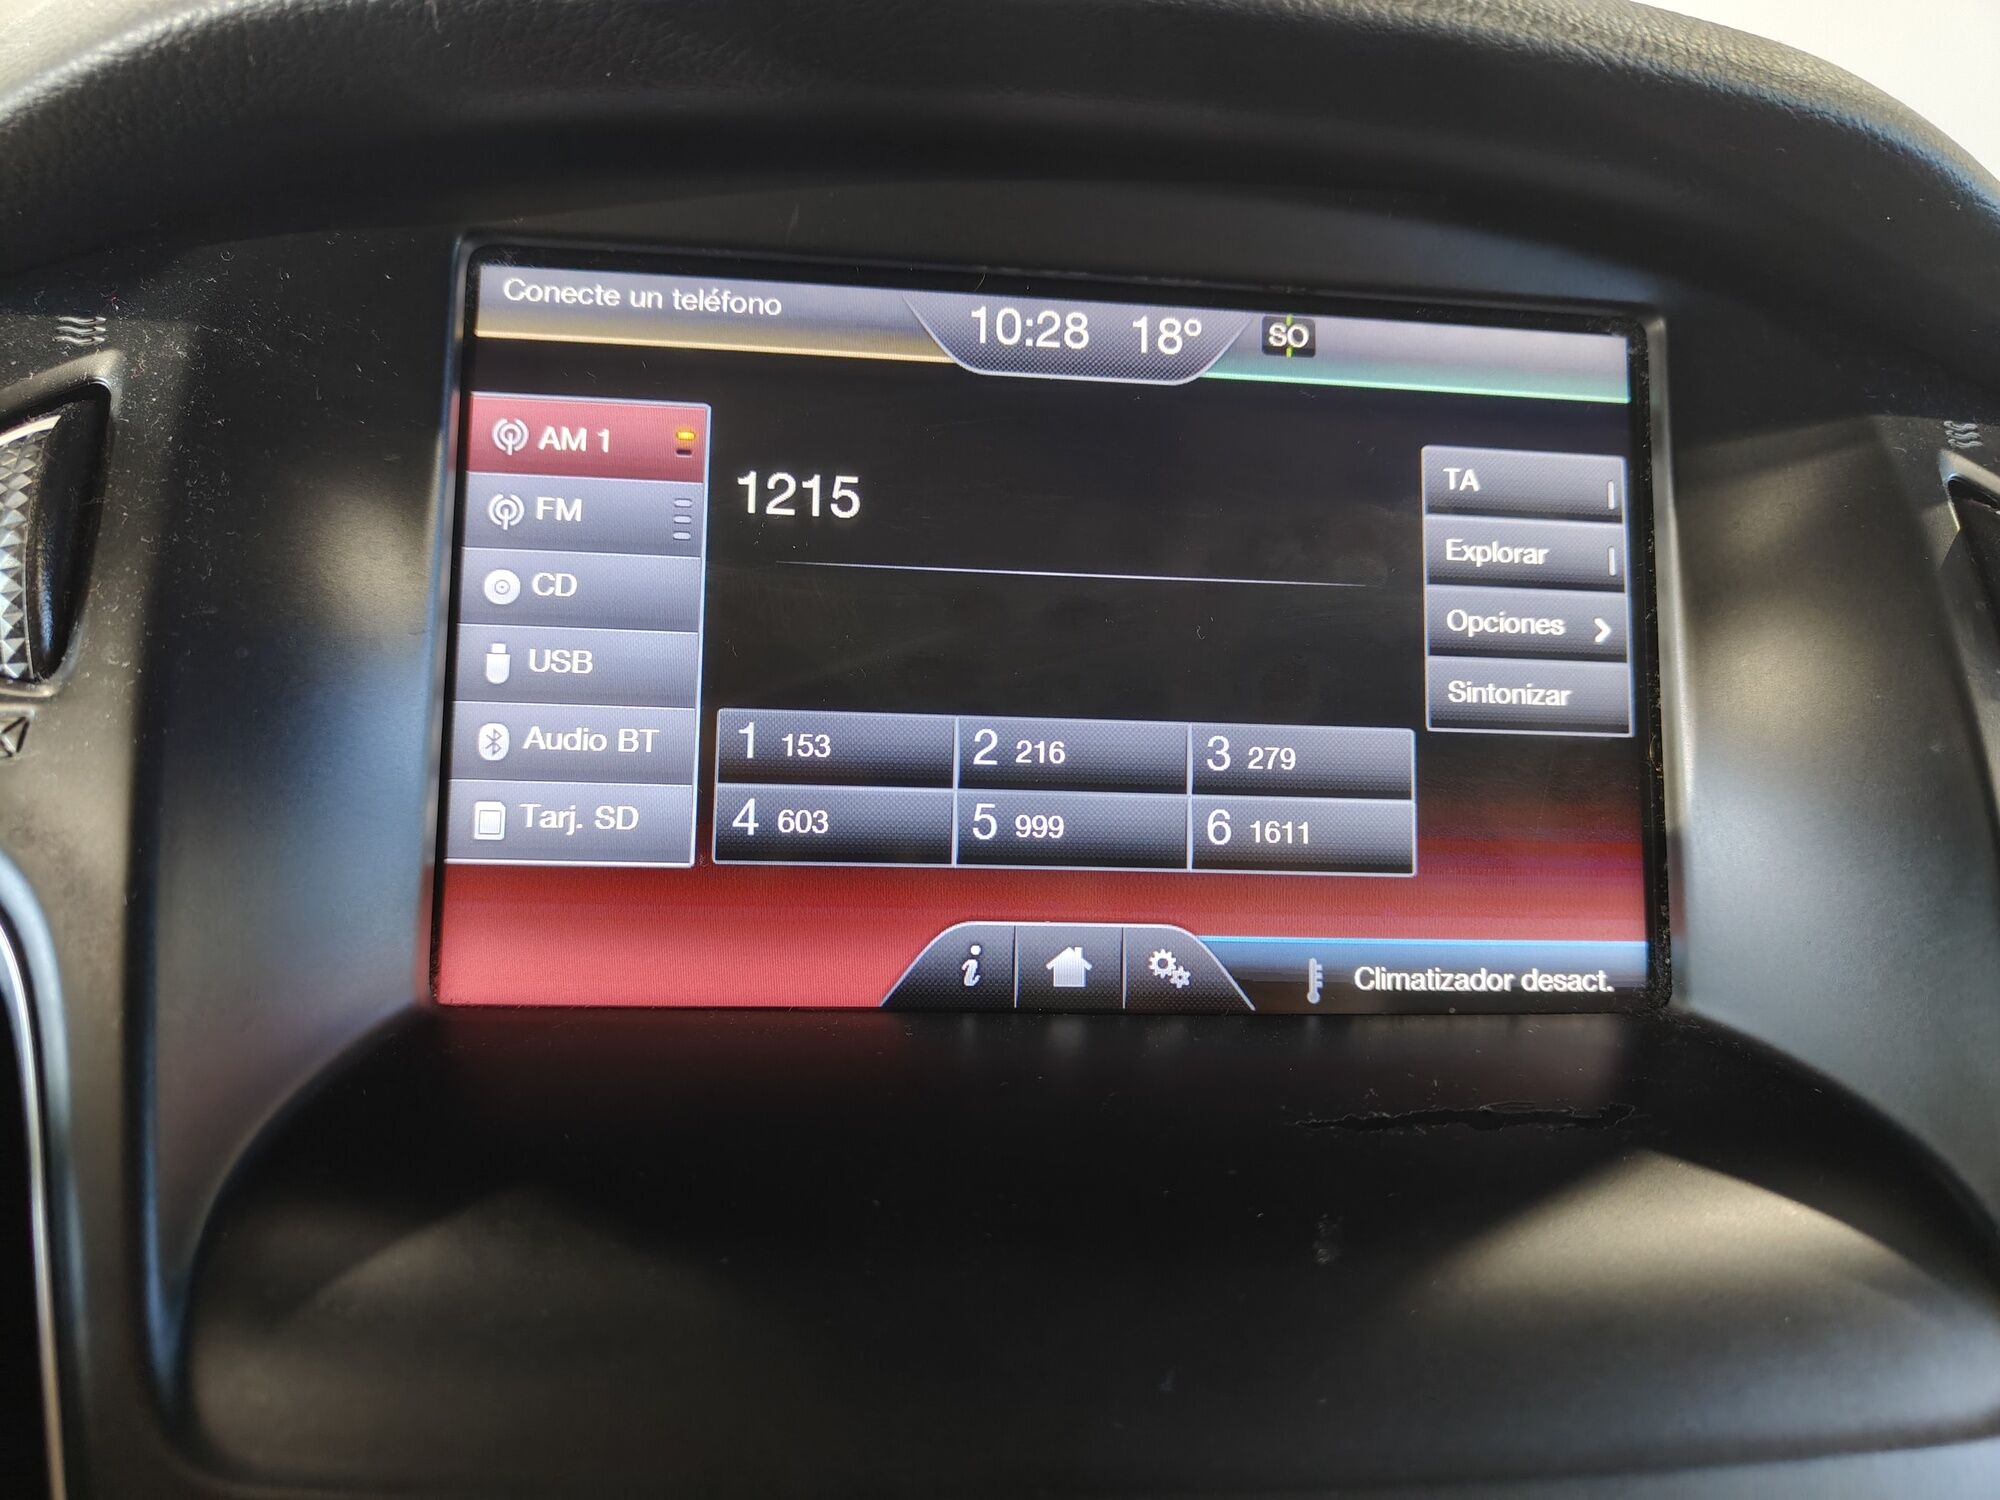 Conecte un teléfono
10:28 18º SO
AM 1
FM
CD
USB
Audio BT
Tarj. SD
1215
1 153
2 216
3 279
4 603
5 999
6 1611
TA
Explorar
Opciones
Sintonizar
i
Climatizador desact.